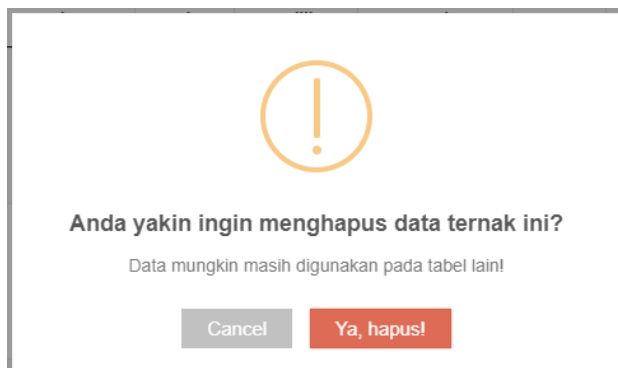 Anda yakin ingin menghapus data ternak ini?
Data mungkin masih digunakan pada tabel lain!
Cancel
Ya, hapus!